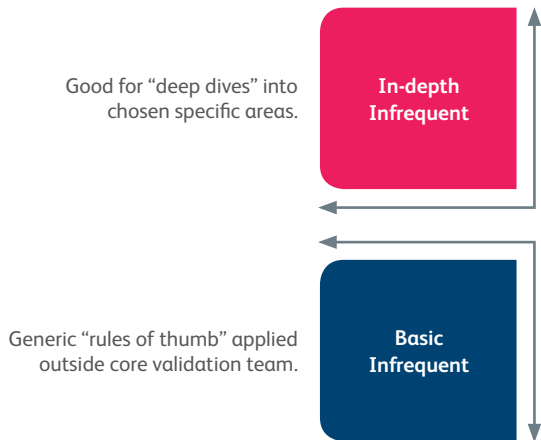 Good for “deep dives” into
chosen specific areas.
In-depth
Infrequent
Generic “rules of thumb” applied
outside core validation team.
Basic
Infrequent